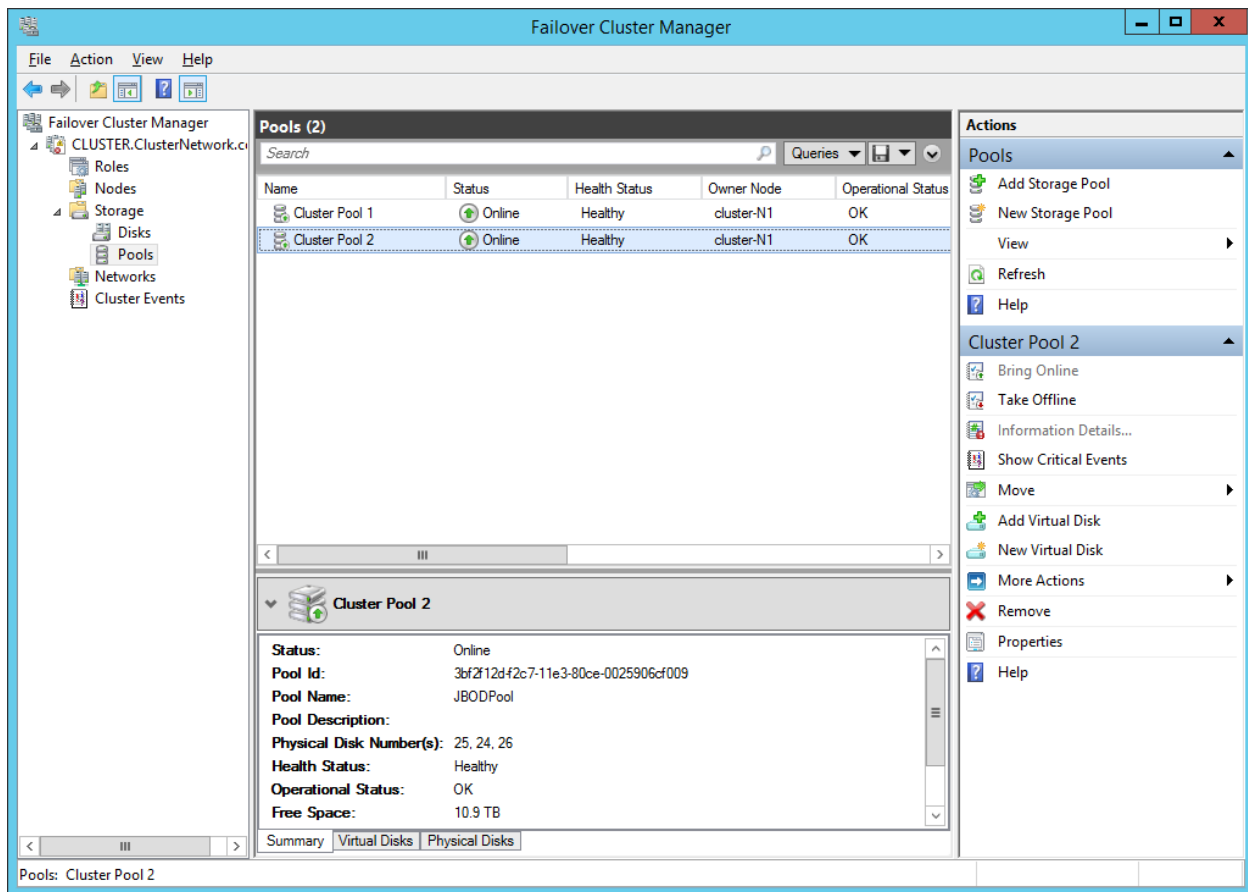 Failover Cluster Manager
File Action View Help
Failover Cluster Manager
CLUSTER.ClusterNetwork.c
Roles
Nodes
Storage
Disks
Pools
Networks
Cluster Events
Pools (2)
Search
Queries
Name Status Health Status Owner Node Operational Status
Cluster Pool 1 Online Healthy cluster-N1 OK
Cluster Pool 2 Online Healthy cluster-N1 OK
Cluster Pool 2
Status: Online
Pool Id: 3bf2f12d-f2c7-11e3-80ce-0025906cf009
Pool Name: JBODPool
Pool Description:
Physical Disk Number(s): 25, 24, 26
Health Status: Healthy
Operational Status: OK
Free Space: 10.9 TB
Summary Virtual Disks Physical Disks
Actions
Pools
Add Storage Pool
New Storage Pool
View
Refresh
Help
Cluster Pool 2
Bring Online
Take Offline
Information Details...
Show Critical Events
Move
Add Virtual Disk
New Virtual Disk
More Actions
Remove
Properties
Help
Pools: Cluster Pool 2